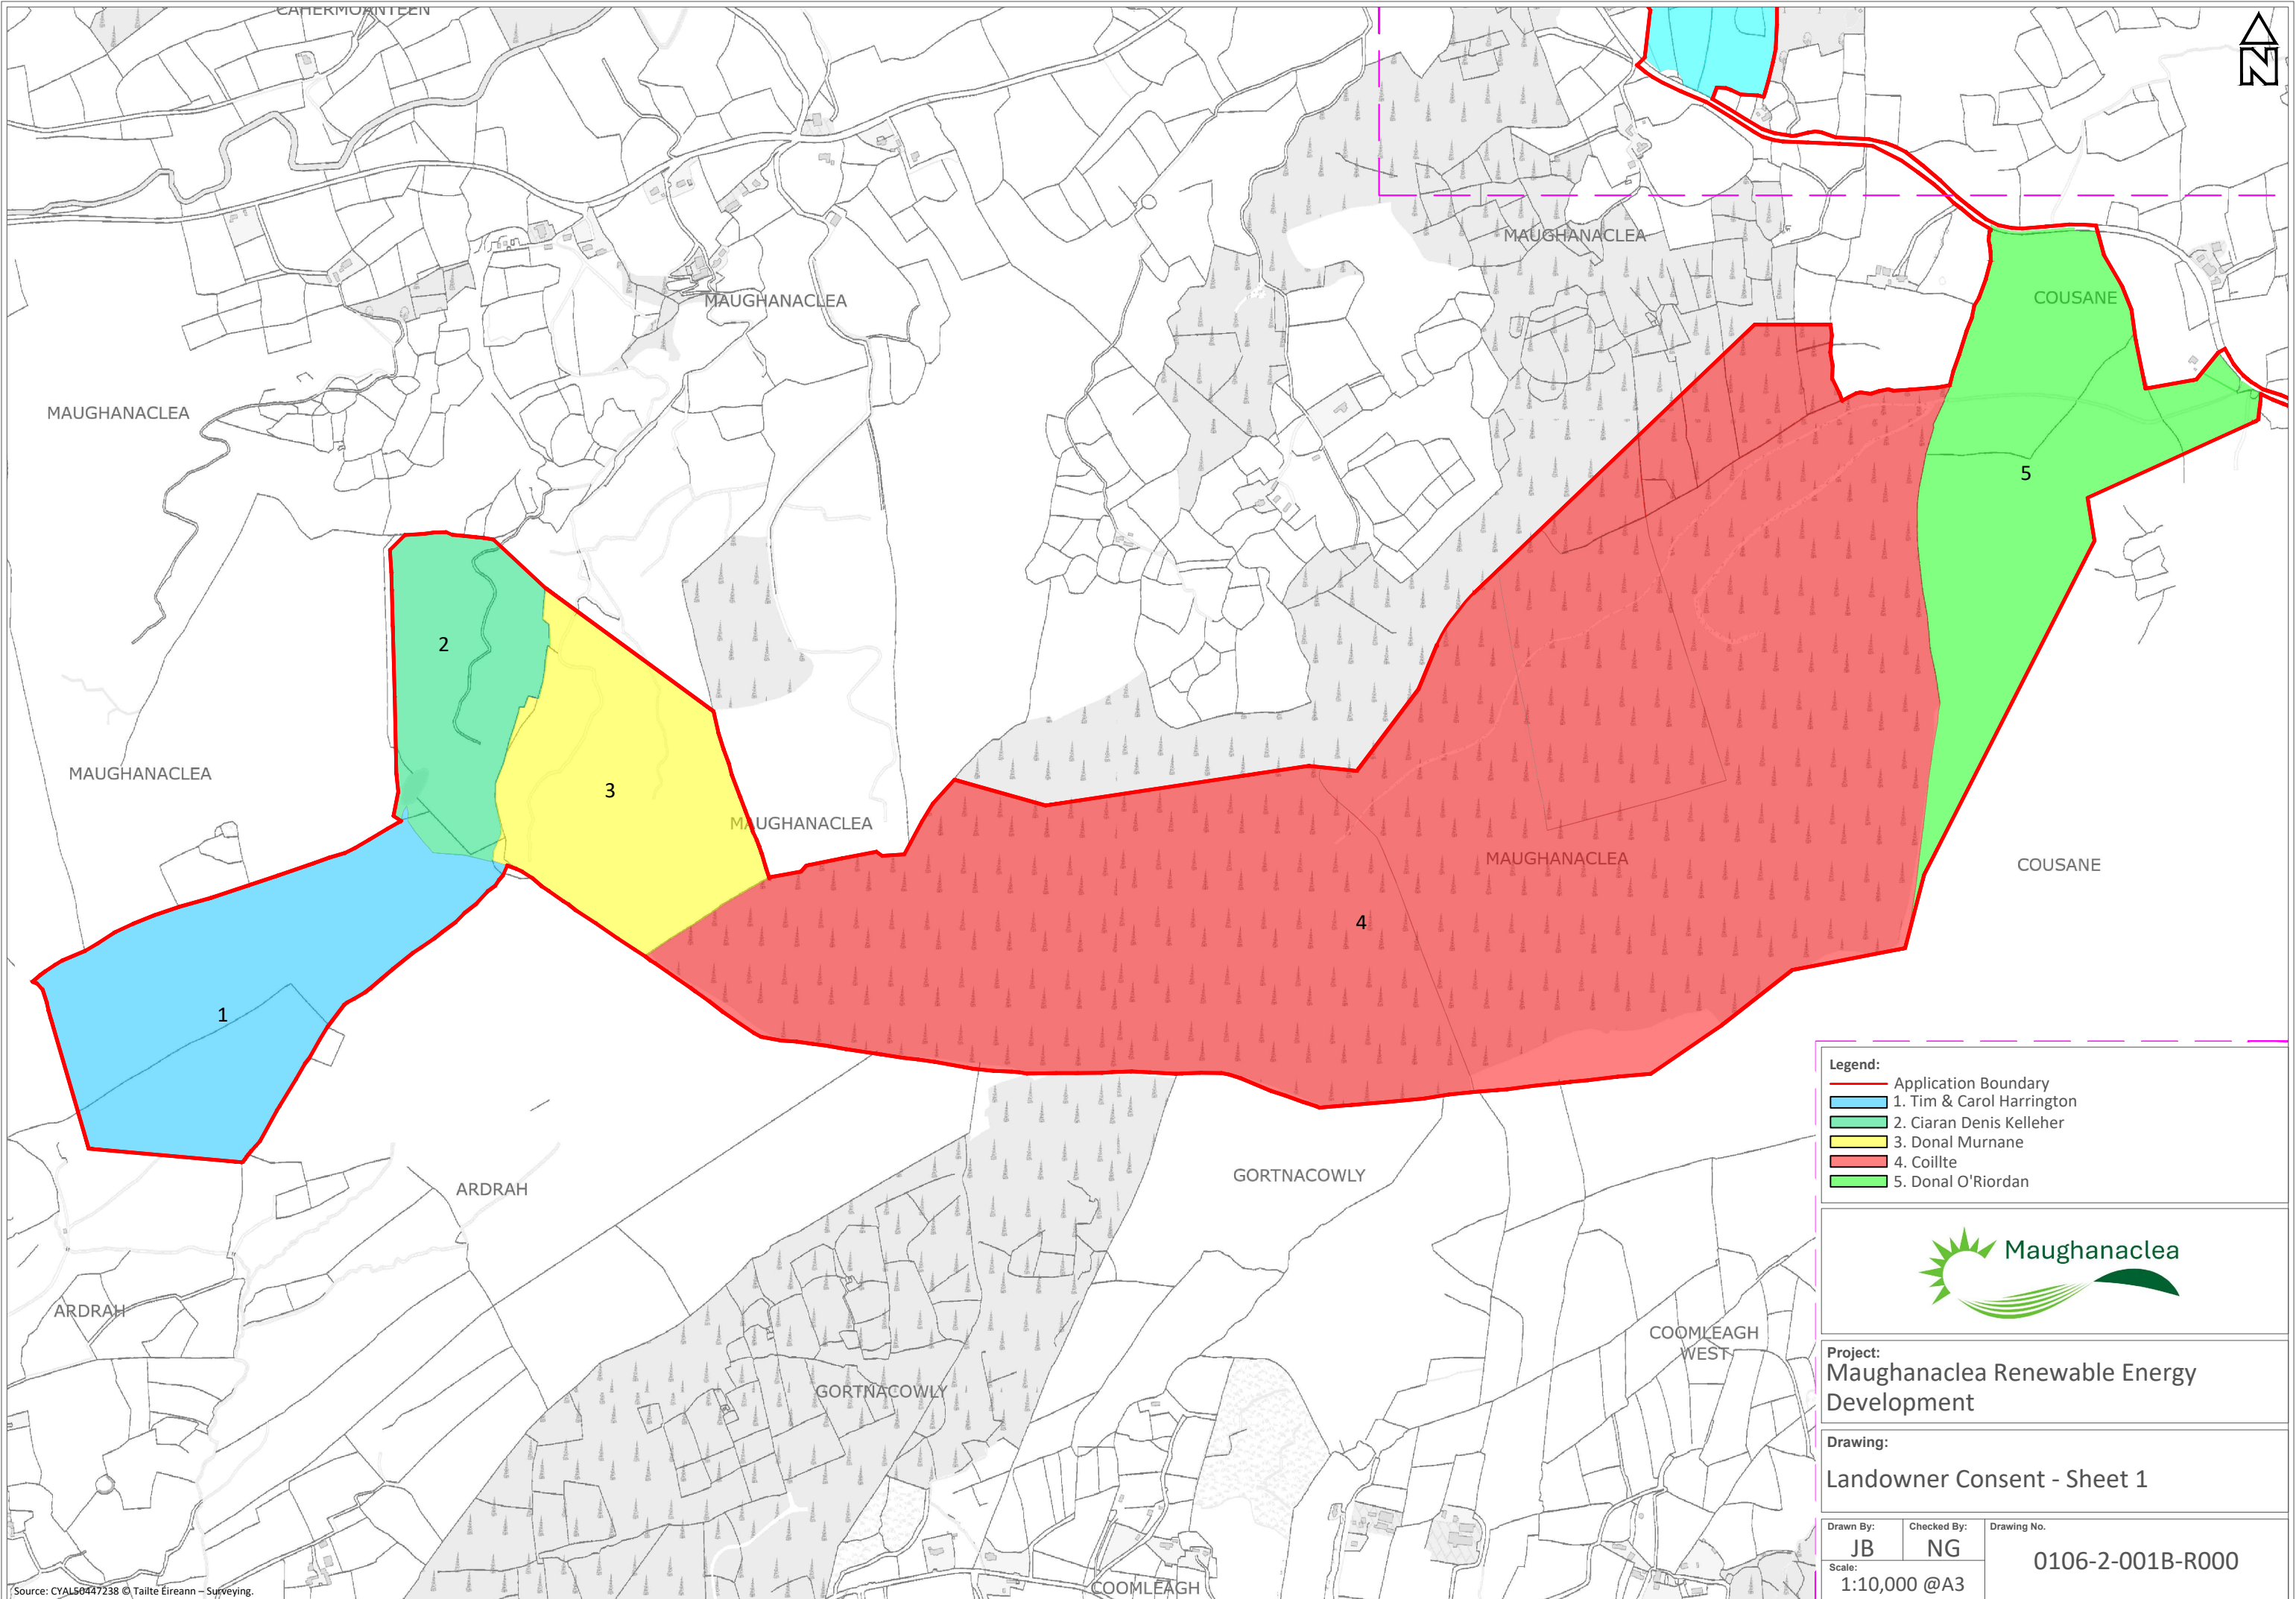 CAHERMOANTEEN
N
MAUGHANACLEA
MAUGHANACLEA
COUSANE
MAUGHANACLEA
5
2
MAUGHANACLEA
3
MAUGHANACLEA
MAUGHANACLEA
COUSANE
4
1
GORTNACOWLY
ARDRAH
ARDRAH
COOMLEAGH
WEST
GORTNACOWLY
COOMLEAGH
Legend:
Application Boundary
1. Tim & Carol Harrington
2. Ciaran Denis Kelleher
3. Donal Murnane
4. Coillte
5. Donal O'Riordan
Maughanaclea
Project:
Maughanaclea Renewable Energy
Development
Drawing:
Landowner Consent - Sheet 1
Drawn By:
JB
Checked By:
NG
Drawing No.
0106-2-001B-R000
Scale:
1:10,000 @A3
Source: CYAL50447238 © Tailte Éireann – Surveying.